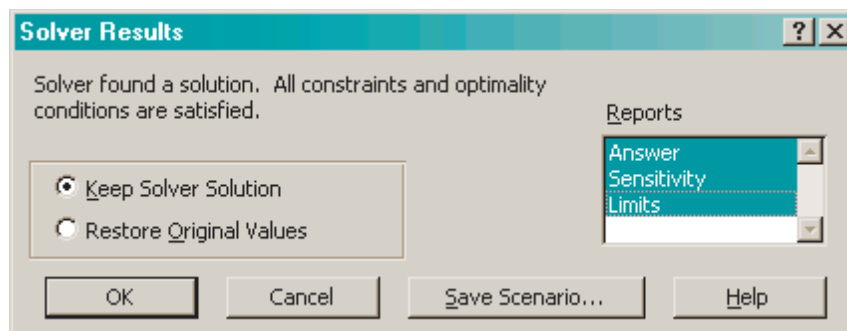 Solver Results
Solver found a solution. All constraints and optimality
conditions are satisfied.
Reports
Answer
Sensitivity
Limits
Keep Solver Solution
Restore Original Values
OK
Cancel
Save Scenario...
Help